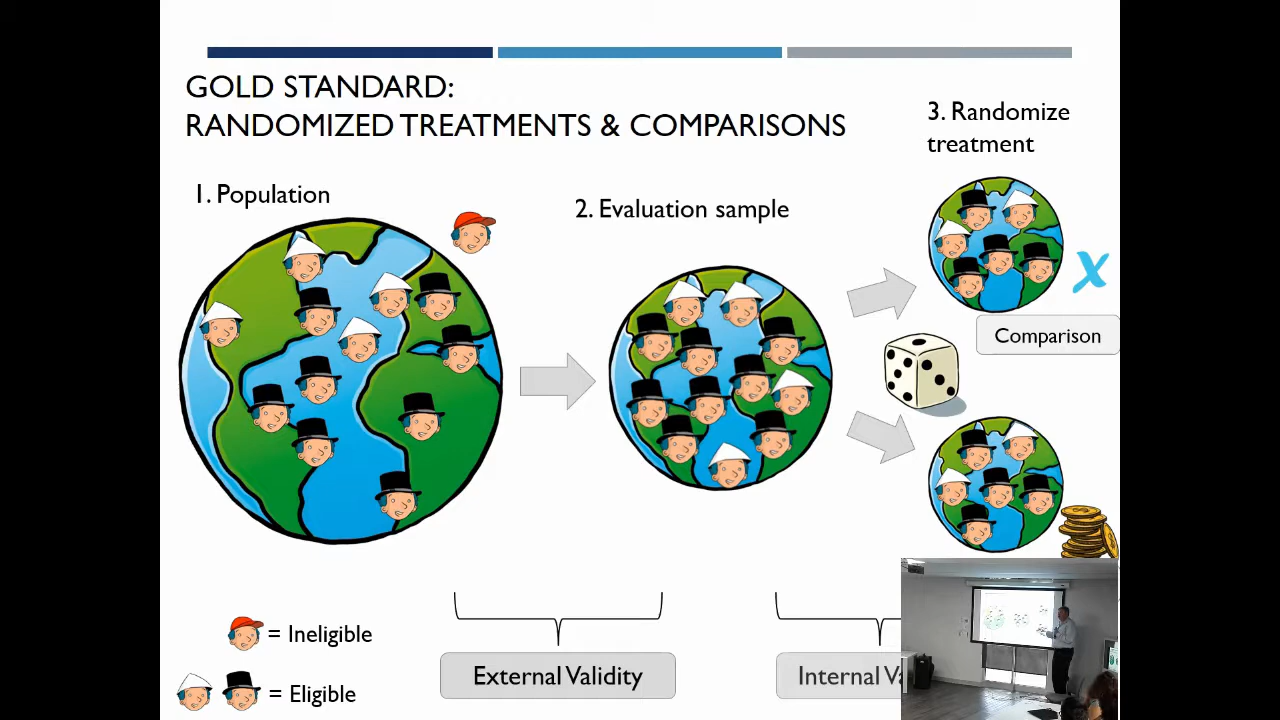 GOLD STANDARD:
RANDOMIZED TREATMENTS & COMPARISONS
3. Randomize
treatment
1. Population
2. Evaluation sample
X
Comparison
= Ineligible
= Eligible
External Validity
Internal